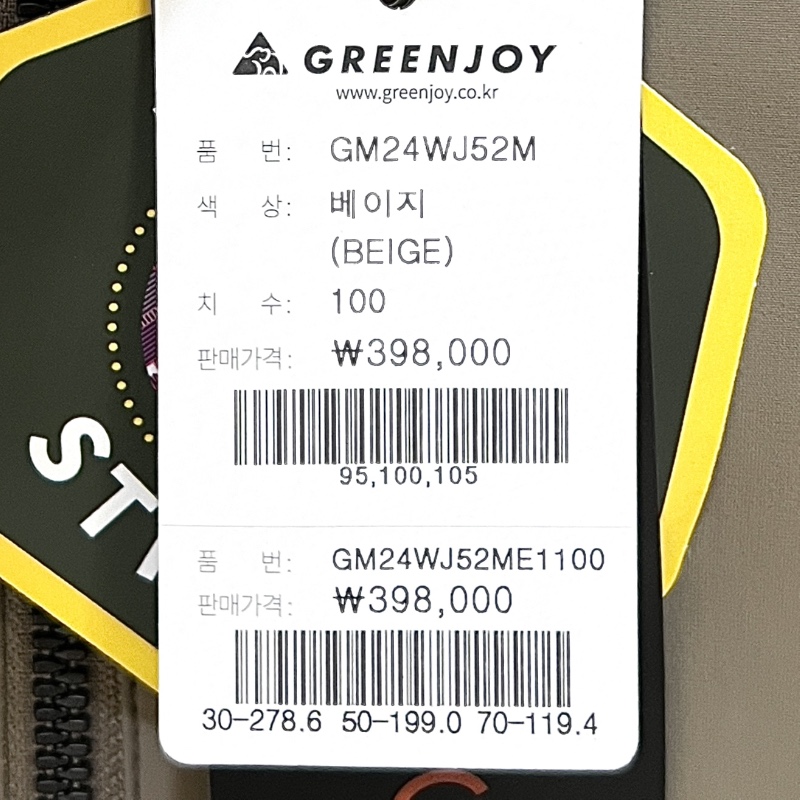 GREENJOY
www.greenjoy.co.kr
품 번: GM24WJ52M
색 상: 베이지
(BEIGE)
치 수: 100
판매가격: ₩398,000
95,100,105
품 번: GM24WJ52ME1100
판매가격: ₩398,000
30-278.6 50-199.0 70-119.4